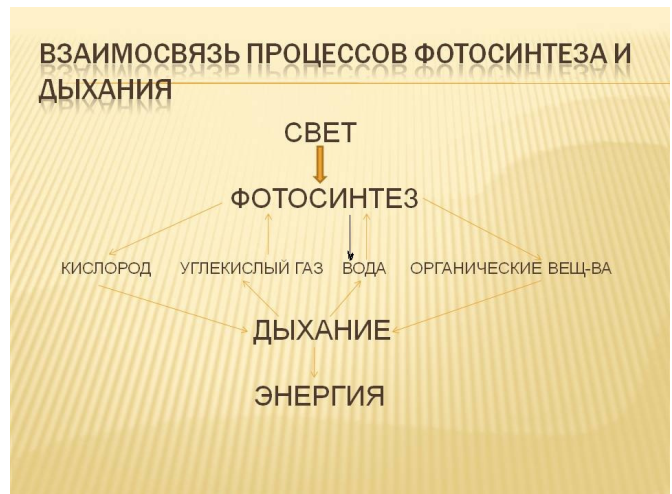 ВЗАИМОСВЯЗЬ ПРОЦЕССОВ ФОТОСИНТЕЗА И
ДЫХАНИЯ
СВЕТ
ФОТОСИНТЕЗ
КИСЛОРОД УГЛЕКИСЛЫЙ ГАЗ ВОДА ОРГАНИЧЕСКИЕ ВЕЩ-ВА
ДЫХАНИЕ
ЭНЕРГИЯ